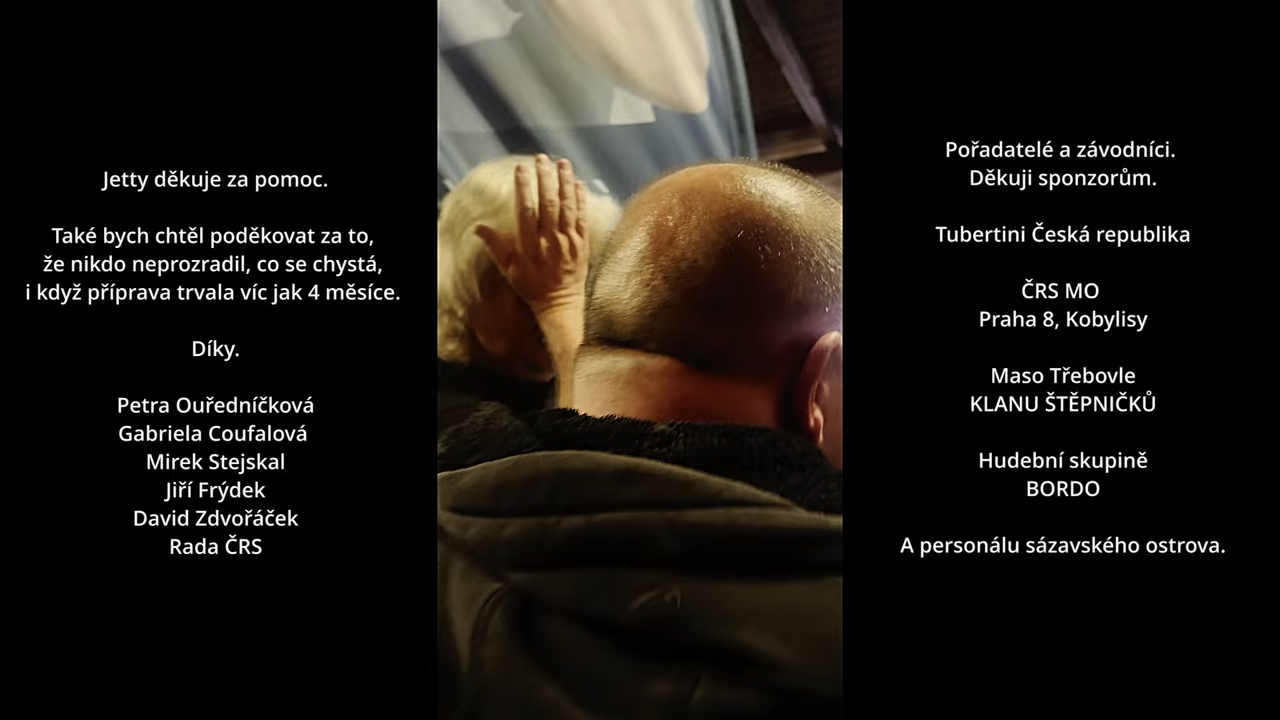 Jetty děkuje za pomoc.
Také bych chtěl poděkovat za to,
že nikdo neprozradil, co se chystá,
i když příprava trvala víc jak 4 měsíce.
Díky.
Petra Ouředníčková
Gabriela Coufalová
Mirek Stejskal
Jiří Frýdek
David Zdvořáček
Rada ČRS
Pořadatelé a závodníci.
Děkuji sponzorům.
Tubertini Česká republika
ČRS MO
Praha 8, Kobylisy
Maso Třebovle
KLANU ŠTĚPNIČKŮ
Hudební skupině
BORDO
A personálu sázavského ostrova.